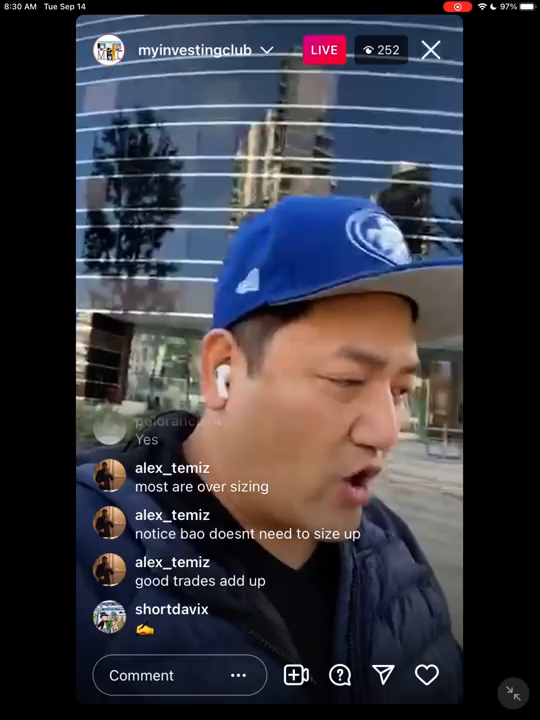 8:30 AM Tue Sep 14
97%
myinvestingclub
LIVE
252
Yes
alex_temiz
most are over sizing
alex_temiz
notice bao doesnt need to size up
alex_temiz
good trades add up
shortdavix
✍️
Comment